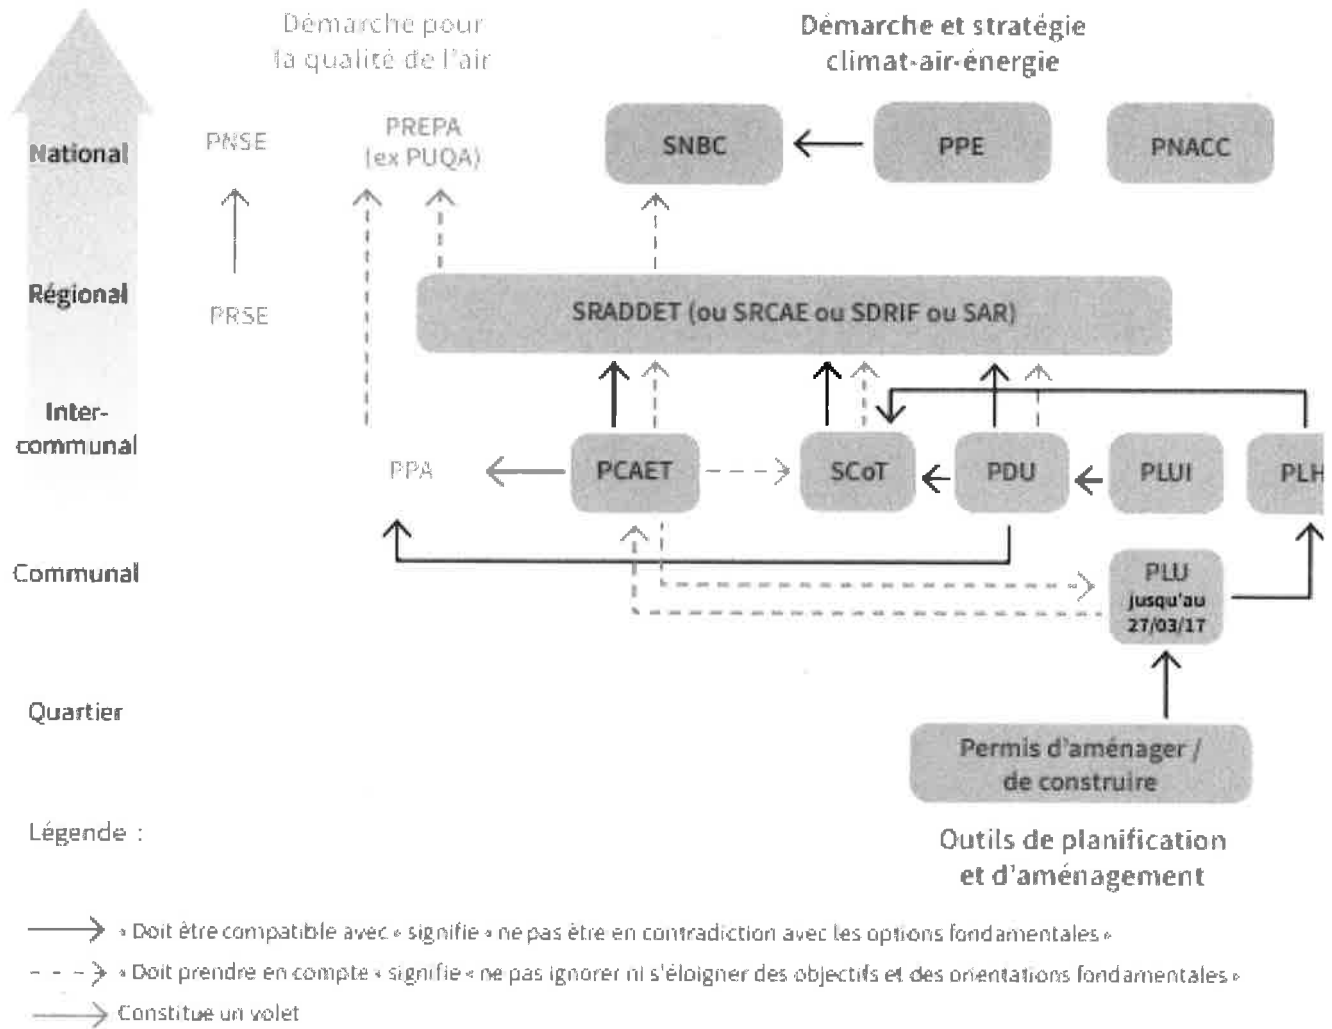 Démarche pour
la qualité de l'air
Démarche et stratégie
climat-air-énergie
National
PNSE
PREPA
(ex PUQA)
SNBC
PPE
PNACC
Régional
PRSE
SRADDET (ou SRCAE ou SDRIF ou SAR)
Inter-
communal
PPA
PCAET
SCoT
PDU
PLUI
PLH
Communal
PLU
jusqu'au
27/03/17
Quartier
Permis d'aménager /
de construire
Légende :
Outils de planification
et d'aménagement
« Doit être compatible avec » signifie « ne pas être en contradiction avec les options fondamentales »
« Doit prendre en compte » signifie « ne pas ignorer ni s'éloigner des objectifs et des orientations fondamentales »
Constitue un volet